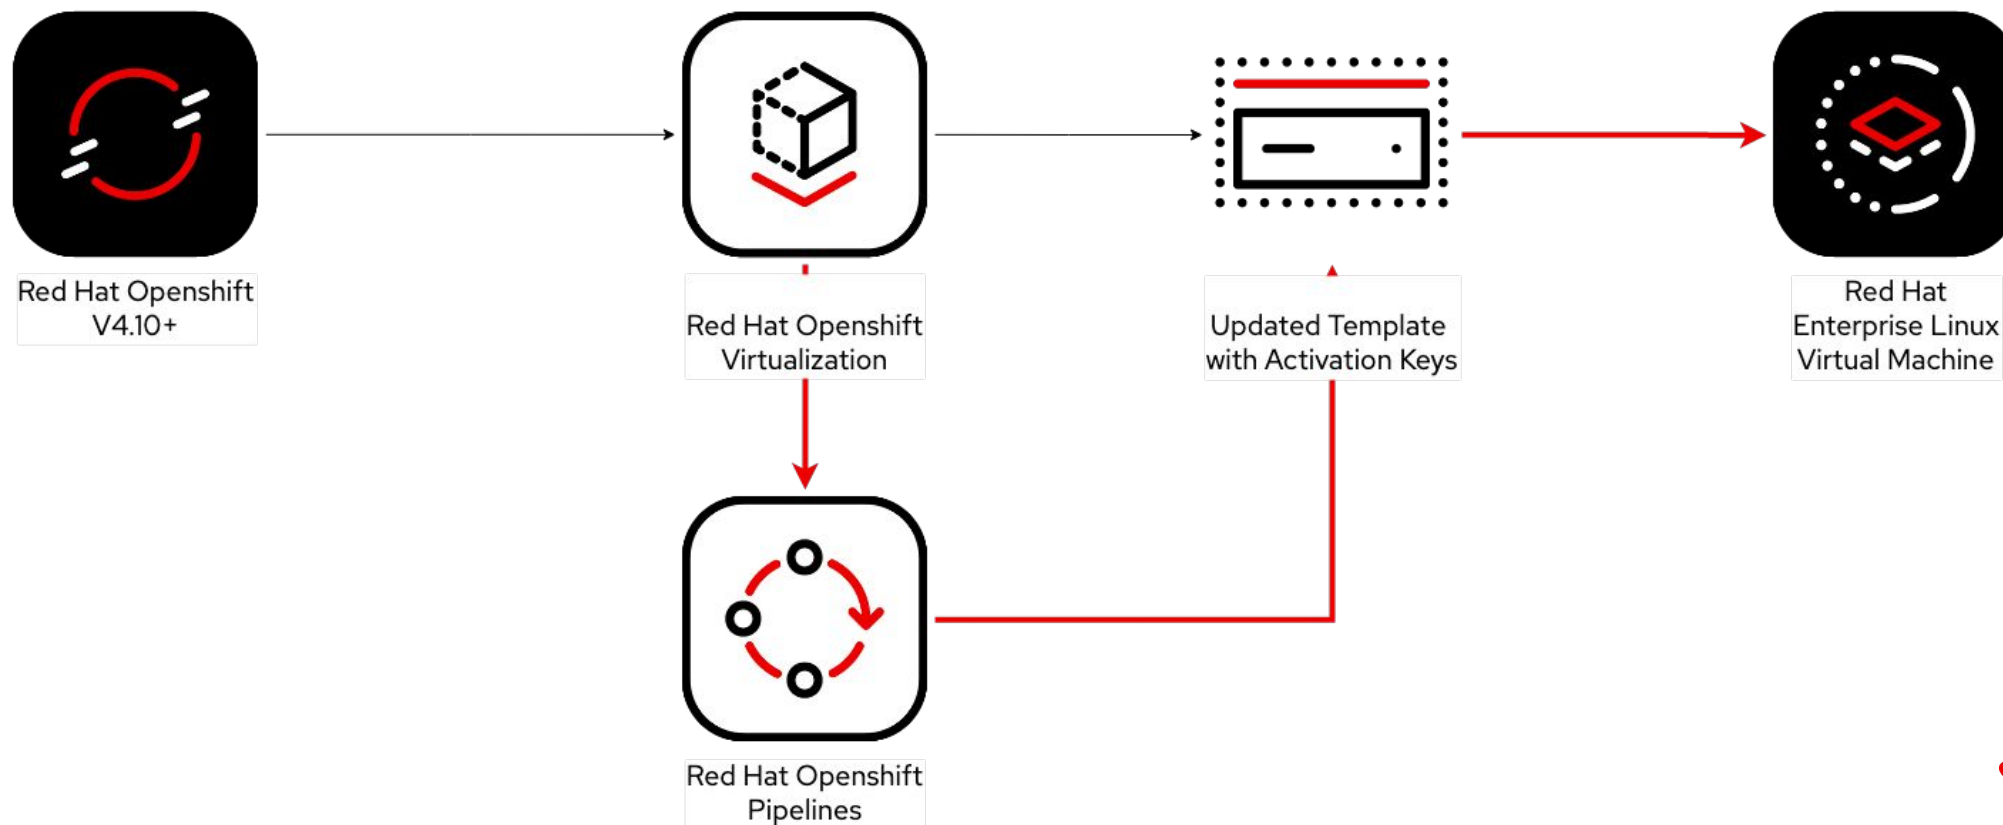 Red Hat Openshift
V4.10+
Red Hat Openshift
Virtualization
Updated Template
with Activation Keys
Red Hat
Enterprise Linux
Virtual Machine
Red Hat Openshift
Pipelines